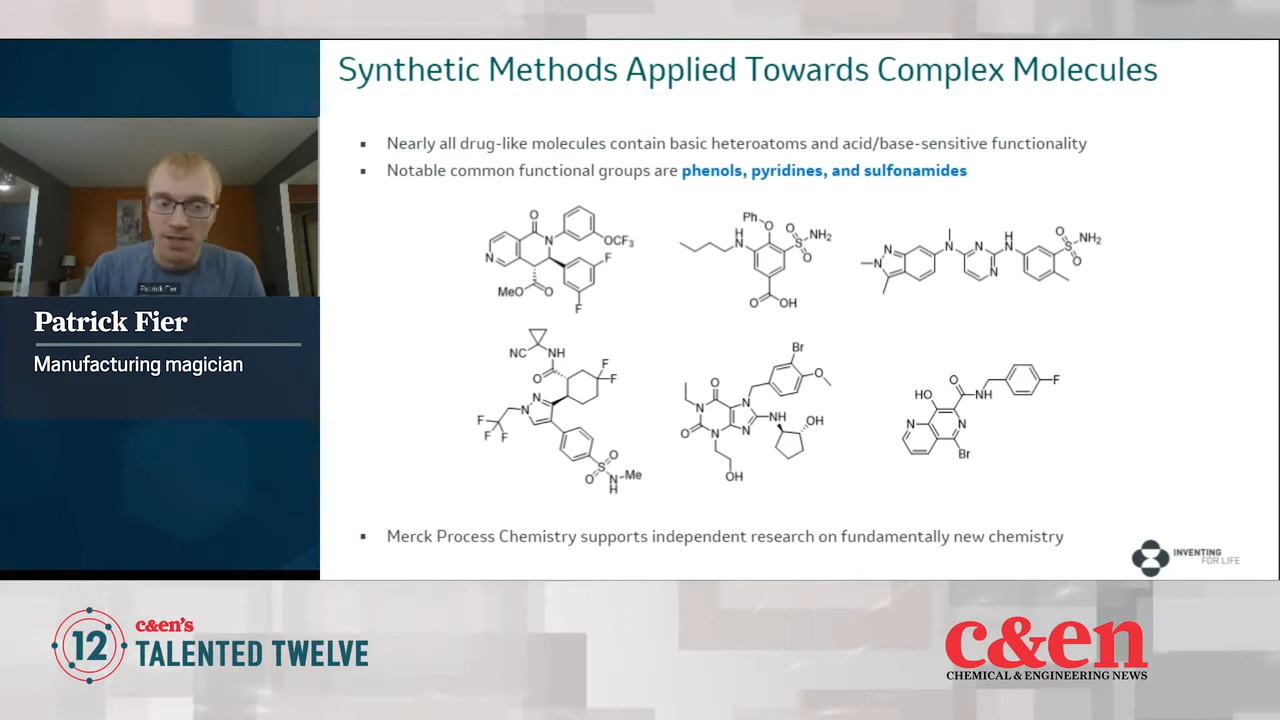 Synthetic Methods Applied Towards Complex Molecules
Nearly all drug-like molecules contain basic heteroatoms and acid/base-sensitive functionality
Notable common functional groups are phenols, pyridines, and sulfonamides
O
N
OCF3
N
F
MeO
O
F
Ph
O
H
N
O
S
NH2
O
O
OH
N
N
N
N
N
H
N
O
S
NH2
O
NC
NH
O
F
F
N
N
F
F
F
O
S
O
N
H
Me
Br
O
O
N
N
O
N
N
NH
OH
OH
HO
O
N
H
F
N
N
Br
Merck Process Chemistry supports independent research on fundamentally new chemistry
INVENTING
FOR LIFE
Patrick Fier
Patrick Fier
Manufacturing magician
12
c&en's
TALENTED TWELVE
c&en
CHEMICAL & ENGINEERING NEWS